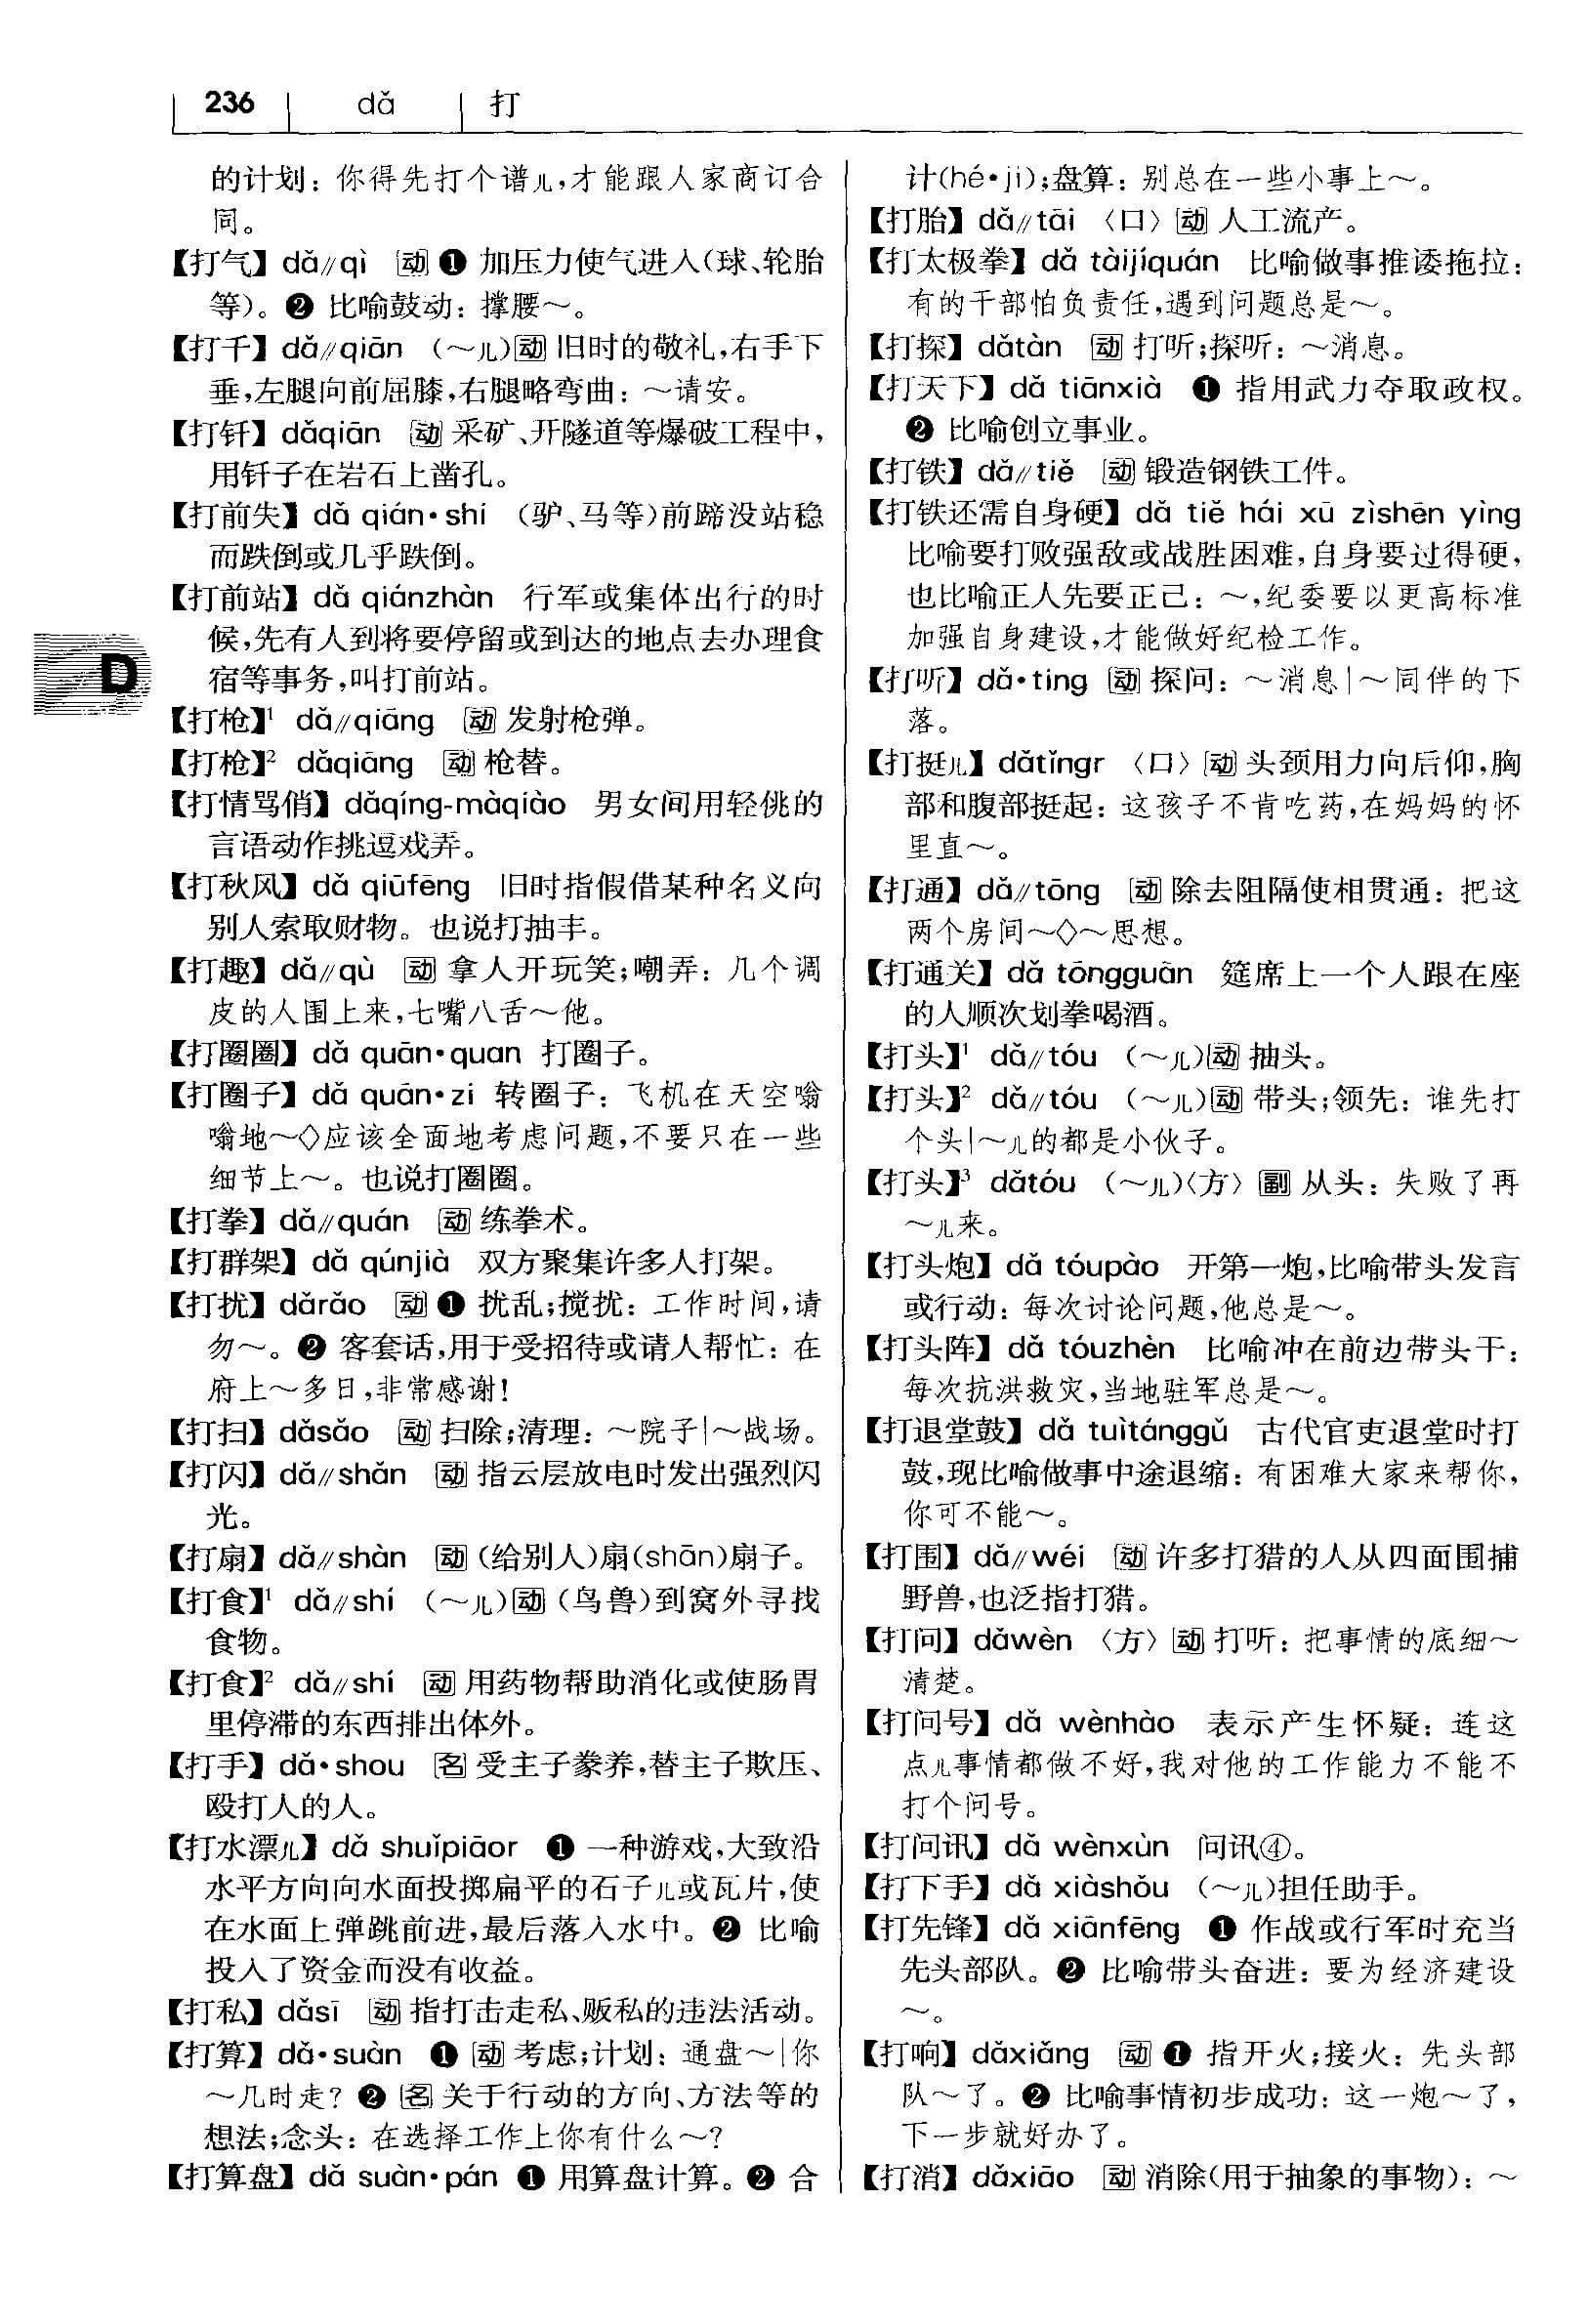 236 dǎ 打
的计划：你得先打个谱儿，才能跟人家商订合
同。
【打气】dǎ//qì 动❶ 加压力使气进入（球、轮胎
等）。❷ 比喻鼓动：撑腰～。
【打千】dǎ//qiān （～儿）动旧时的敬礼，右手下
垂，左腿向前屈膝，右腿略弯曲：～请安。
【打钎】dǎqiān 动采矿、开隧道等爆破工程中，
用钎子在岩石上凿孔。
【打前失】dǎ qián•shi （驴、马等）前蹄没站稳
而跌倒或几乎跌倒。
【打前站】dǎ qiánzhàn 行军或集体出行的时
候，先有人到将要停留或到达的地点去办理食
宿等事务，叫打前站。
D
【打枪】¹ dǎ//qiāng 动发射枪弹。
【打枪】² dǎqiāng 动枪替。
【打情骂俏】dǎqíng-màqiào 男女间用轻佻的
言语动作挑逗戏弄。
【打秋风】dǎ qiūfēng 旧时指假借某种名义向
别人索取财物。也说打抽丰。
【打趣】dǎ//qù 动 拿人开玩笑；嘲弄：几个调
皮的人围上来，七嘴八舌～他。
【打圈圈】dǎ quān•quan 打圈子。
【打圈子】dǎ quān•zi 转圈子：飞机在天空嗡
嗡地～◇应该全面地考虑问题，不要只在一些
细节上～。也说打圈圈。
【打拳】dǎ//quán 动练拳术。
【打群架】dǎ qúnjià 双方聚集许多人打架。
【打扰】dǎrǎo 动❶ 扰乱；搅扰：工作时间，请
勿～。❷ 客套话，用于受招待或请人帮忙：在
府上～多日，非常感谢！
【打扫】dǎsǎo 动扫除；清理：～院子|～战场。
【打闪】dǎ//shǎn 动指云层放电时发出强烈闪
光。
【打扇】dǎ//shàn 动（给别人）扇(shān)扇子。
【打食】¹ dǎ//shí （～儿）动（鸟兽）到窝外寻找
食物。
【打食】² dǎ//shí 动用药物帮助消化或使肠胃
里停滞的东西排出体外。
【打手】dǎ•shou 名受主子豢养，替主子欺压、
殴打人的人。
【打水漂儿】dǎ shuǐpiāor ❶ 一种游戏，大致沿
水平方向向水面投掷扁平的石子儿或瓦片，使
在水面上弹跳前进，最后落入水中。❷ 比喻
投入了资金而没有收益。
【打私】dǎsī 动指打击走私、贩私的违法活动。
【打算】dǎ•suàn ❶动考虑；计划：通盘～|你
～几时走？❷名关于行动的方向、方法等的
想法；念头：在选择工作上你有什么～？
【打算盘】dǎ suàn•pán ❶ 用算盘计算。❷ 合
计(hé•ji)；盘算：别总在一些小事上～。
【打胎】dǎ//tāi 〈口〉动人工流产。
【打太极拳】dǎ tàijíquán 比喻做事推诿拖拉：
有的干部怕负责任，遇到问题总是～。
【打探】dǎtàn 动打听；探听：～消息。
【打天下】dǎ tiānxià ❶ 指用武力夺取政权。
❷ 比喻创立事业。
【打铁】dǎ//tiě 动锻造钢铁工件。
【打铁还需自身硬】dǎ tiě hái xū zìshēn yìng
比喻要打败强敌或战胜困难，自身要过得硬，
也比喻正人先要正己：～，纪委要以更高标准
加强自身建设，才能做好纪检工作。
【打听】dǎ•ting 动探问：～消息|～同伴的下
落。
【打挺儿】dǎtǐngr 〈口〉动头颈用力向后仰，胸
部和腹部挺起：这孩子不肯吃药，在妈妈的怀
里直～。
【打通】dǎ//tōng 动除去阻隔使相贯通：把这
两个房间～◇～思想。
【打通关】dǎ tōngguān 筵席上一个人跟在座
的人顺次划拳喝酒。
【打头】¹ dǎ//tóu （～儿）动抽头。
【打头】² dǎ//tóu （～儿）动带头；领先：谁先打
个头|～儿的都是小伙子。
【打头】³ dǎtóu （～儿）〈方〉副从头：失败了再
～儿来。
【打头炮】dǎ tóupào 开第一炮，比喻带头发言
或行动：每次讨论问题，他总是～。
【打头阵】dǎ tóuzhèn 比喻冲在前边带头干：
每次抗洪救灾，当地驻军总是～。
【打退堂鼓】dǎ tuìtánggǔ 古代官吏退堂时打
鼓，现比喻做事中途退缩：有困难大家来帮你，
你可不能～。
【打围】dǎ//wéi 动许多打猎的人从四面围捕
野兽，也泛指打猎。
【打问】dǎwèn 〈方〉动打听：把事情的底细～
清楚。
【打问号】dǎ wènhào 表示产生怀疑：连这
点儿事情都做不好，我对他的工作能力不能不
打个问号。
【打问讯】dǎ wènxùn 问讯④。
【打下手】dǎ xiàshǒu （～儿）担任助手。
【打先锋】dǎ xiānfēng ❶ 作战或行军时充当
先头部队。❷ 比喻带头奋进：要为经济建设
～。
【打响】dǎxiǎng 动❶ 指开火；接火：先头部
队～了。❷ 比喻事情初步成功：这一炮～了，
下一步就好办了。
【打消】dǎxiāo 动消除（用于抽象的事物）：～